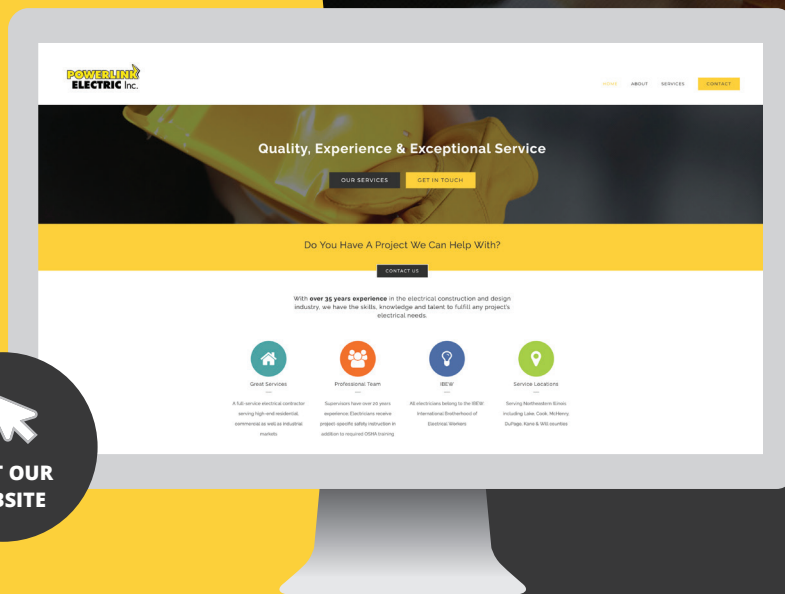 POWERLINK
ELECTRIC Inc.
HOME ABOUT SERVICES CONTACT
Quality, Experience & Exceptional Service
OUR SERVICES GET IN TOUCH
Do You Have A Project We Can Help With?
CONTACT US
With over 35 years experience in the electrical construction and design
industry, we have the skills, knowledge and talent to fulfill any project's
electrical needs.
Great Services
A full-service electrical contractor
serving high-end residential,
commercial as well as industrial
markets
Professional Team
Supervisors have over 20 years
experience. Electricians receive
project-specific safety instruction in
addition to required OSHA training
IBEW
All electricians belong to the IBEW
International Brotherhood of
Electrical Workers
Service Locations
Serving Northeastern Illinois
including Lake, Cook, McHenry,
DuPage, Kane & Will counties
T OUR
BSITE